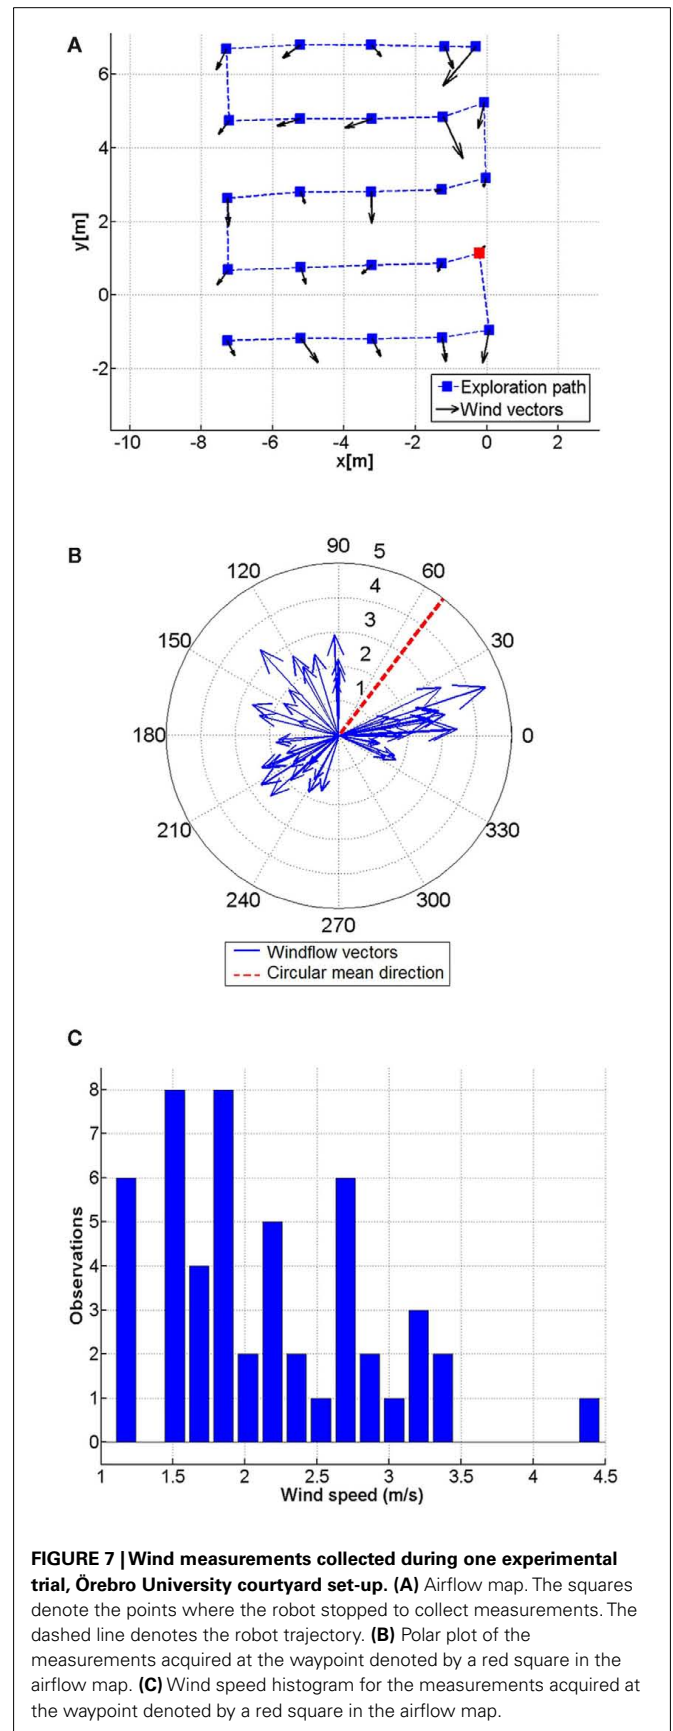 A
6
4
2
0
-2
y[m]
-10 -8 -6 -4 -2 0 2
x[m]
Exploration path
Wind vectors
B
90 5
120 60
4
3
150 30
2
1
180 0
210 330
240 300
270
Windflow vectors
Circular mean direction
C
8
7
6
5
4
3
2
1
0
Observations
1 1.5 2 2.5 3 3.5 4 4.5
Wind speed (m/s)
FIGURE 7 | Wind measurements collected during one experimental
trial, Örebro University courtyard set-up. (A) Airflow map. The squares
denote the points where the robot stopped to collect measurements. The
dashed line denotes the robot trajectory. (B) Polar plot of the
measurements acquired at the waypoint denoted by a red square in the
airflow map. (C) Wind speed histogram for the measurements acquired at
the waypoint denoted by a red square in the airflow map.